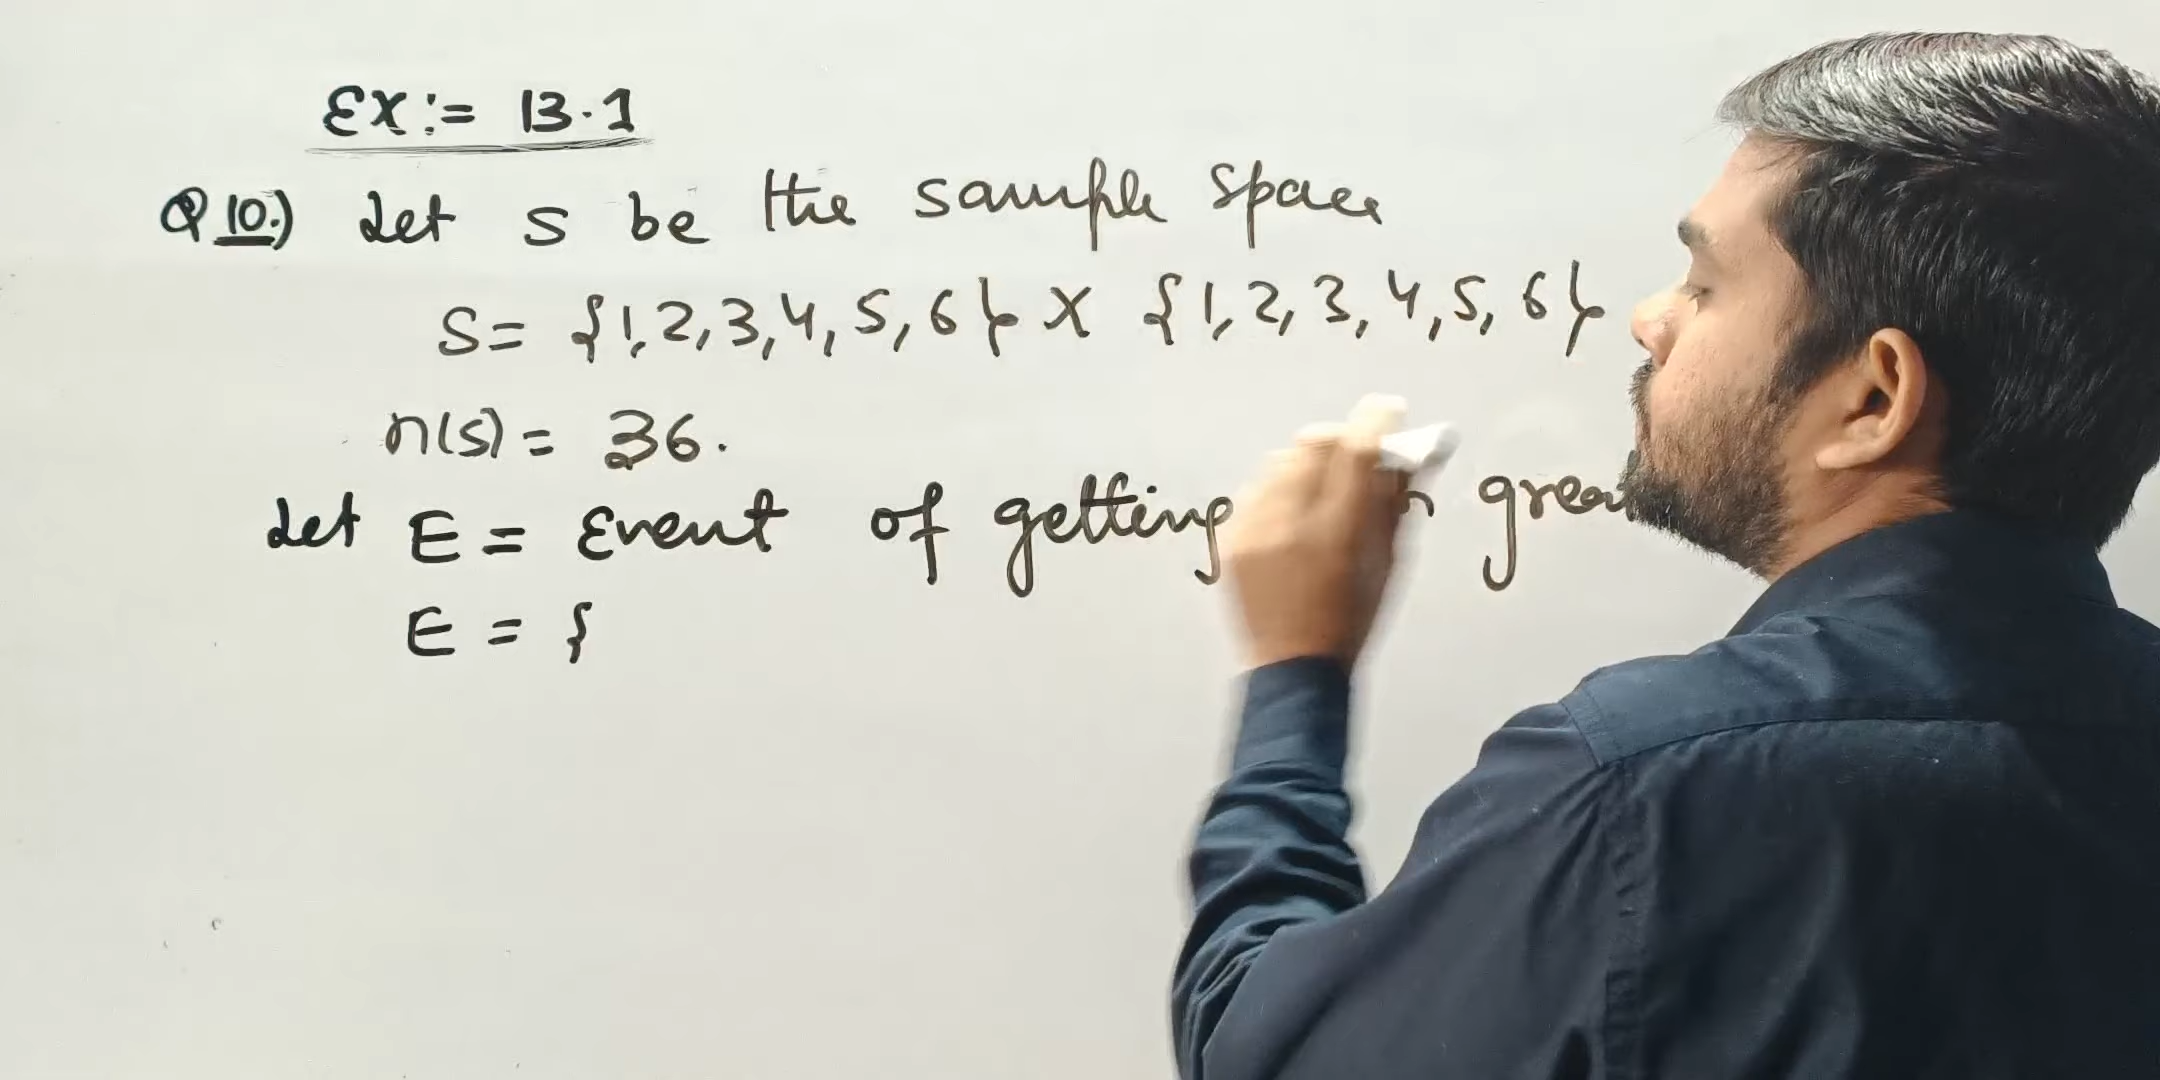 Ex:= 13.1
Q 10.) Let S be the sample space
S= {1,2,3,4,5,6} X {1,2,3,4,5,6}
n(S)= 36.
Let E = Event of getting
E = {